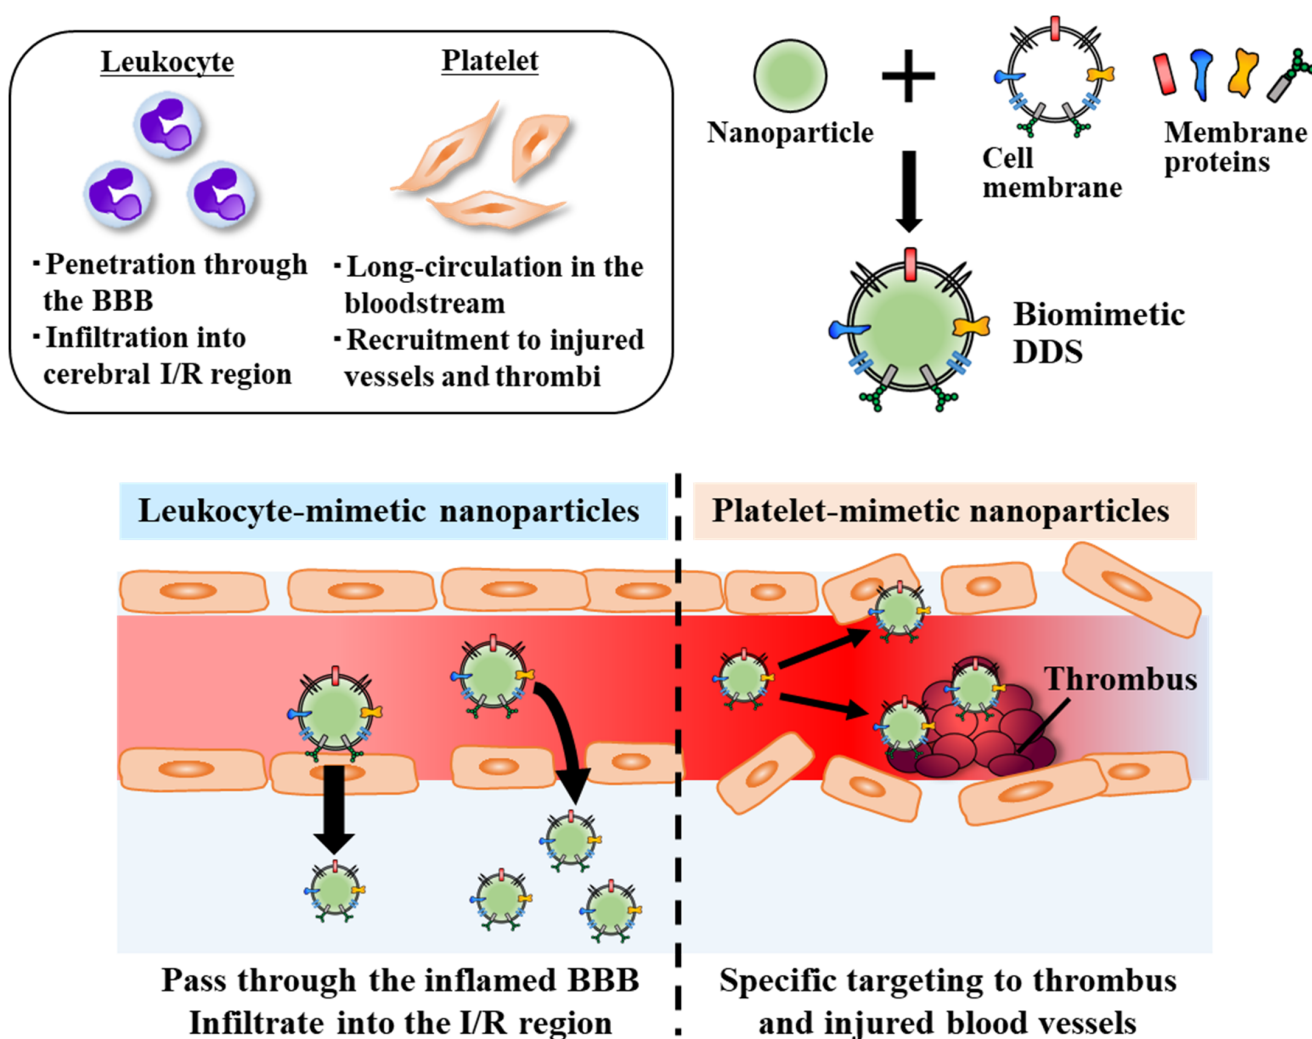 Leukocyte
Platelet
· Penetration through
the BBB
· Infiltration into
cerebral I/R region
· Long-circulation in the
bloodstream
· Recruitment to injured
vessels and thrombi
Nanoparticle
+
Cell
membrane
Membrane
proteins
Biomimetic
DDS
Leukocyte-mimetic nanoparticles
Platelet-mimetic nanoparticles
Thrombus
Pass through the inflamed BBB
Infiltrate into the I/R region
Specific targeting to thrombus
and injured blood vessels